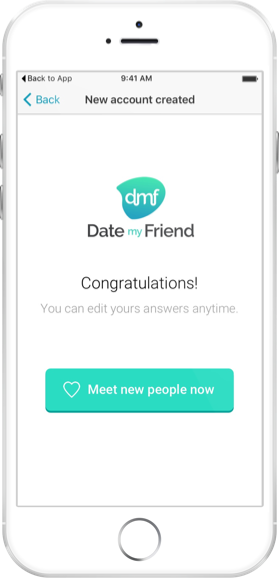 Back to App 9:41 AM
Back New account created
dmf
Date my Friend
Congratulations!
You can edit yours answers anytime.
Meet new people now